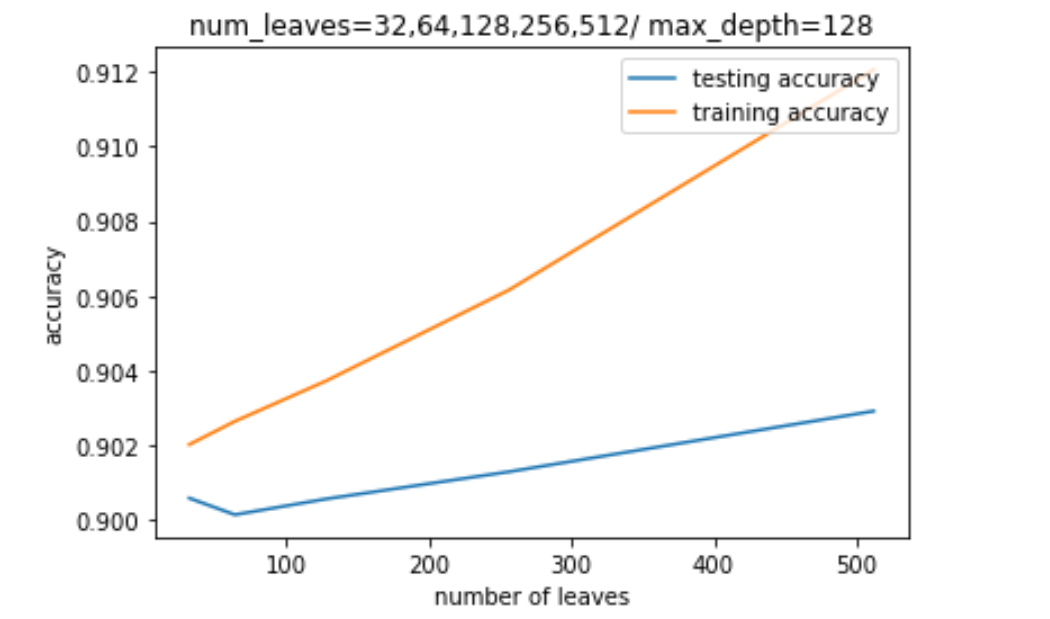 num_leaves=32,64,128,256,512/ max_depth=128
0.912
0.910
0.908
0.906
0.904
0.902
0.900
accuracy
testing accuracy
training accuracy
100 200 300 400 500
number of leaves